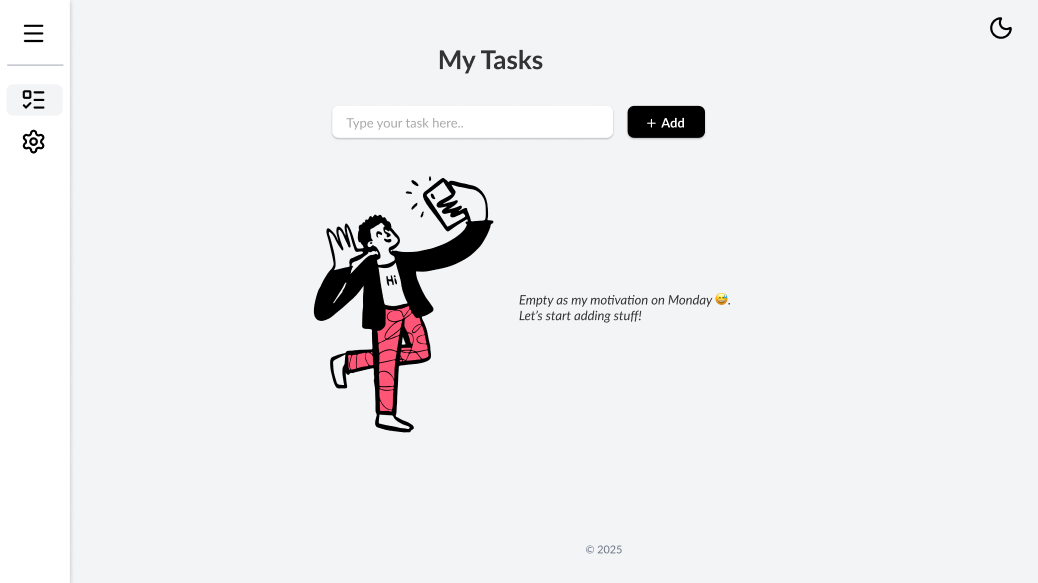 My Tasks
Type your task here..
+ Add
Hi
Empty as my motivation on Monday 😅.
Let's start adding stuff!
© 2025